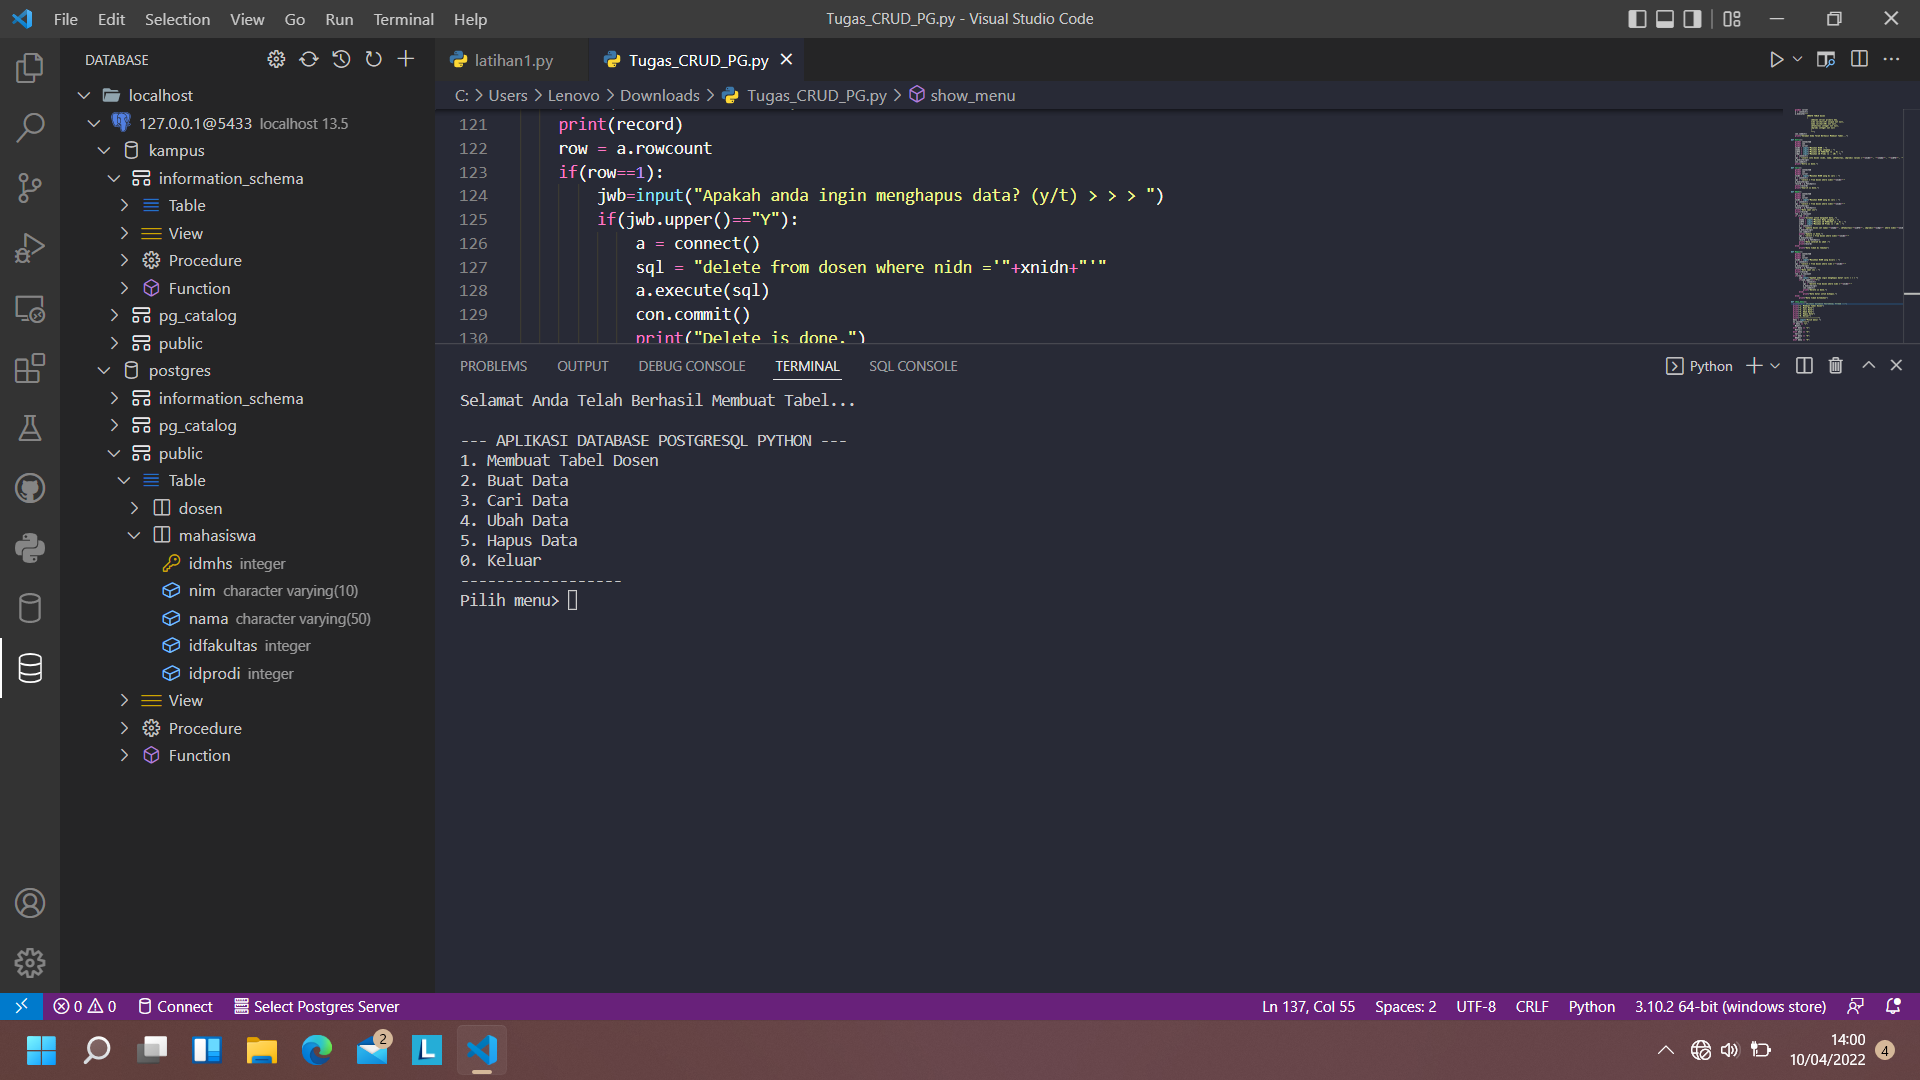 File Edit Selection View Go Run Terminal Help
Tugas_CRUD_PG.py - Visual Studio Code
DATABASE
localhost
127.0.0.1@5433 localhost 13.5
kampus
information_schema
Table
View
Procedure
Function
pg_catalog
public
postgres
information_schema
pg_catalog
public
Table
dosen
mahasiswa
idmhs integer
nim character varying(10)
nama character varying(50)
idfakultas integer
idprodi integer
View
Procedure
Function
latihan1.py
Tugas_CRUD_PG.py
C: > Users > Lenovo > Downloads > Tugas_CRUD_PG.py > show_menu
121 print(record)
122 row = a.rowcount
123 if(row==1):
124 jwb=input("Apakah anda ingin menghapus data? (y/t) > > > ")
125 if(jwb.upper()=="Y"):
126 a = connect()
127 sql = "delete from dosen where nidn ='"+xnidn+"'"
128 a.execute(sql)
129 con.commit()
130 print("Delete is done.")
PROBLEMS OUTPUT DEBUG CONSOLE TERMINAL SQL CONSOLE
Python
Selamat Anda Telah Berhasil Membuat Tabel...
--- APLIKASI DATABASE POSTGRESQL PYTHON ---
1. Membuat Tabel Dosen
2. Buat Data
3. Cari Data
4. Ubah Data
5. Hapus Data
0. Keluar
------------------
Pilih menu>
0 0 Connect Select Postgres Server
Ln 137, Col 55 Spaces: 2 UTF-8 CRLF Python 3.10.2 64-bit (windows store)
2
L
14:00
10/04/2022
4